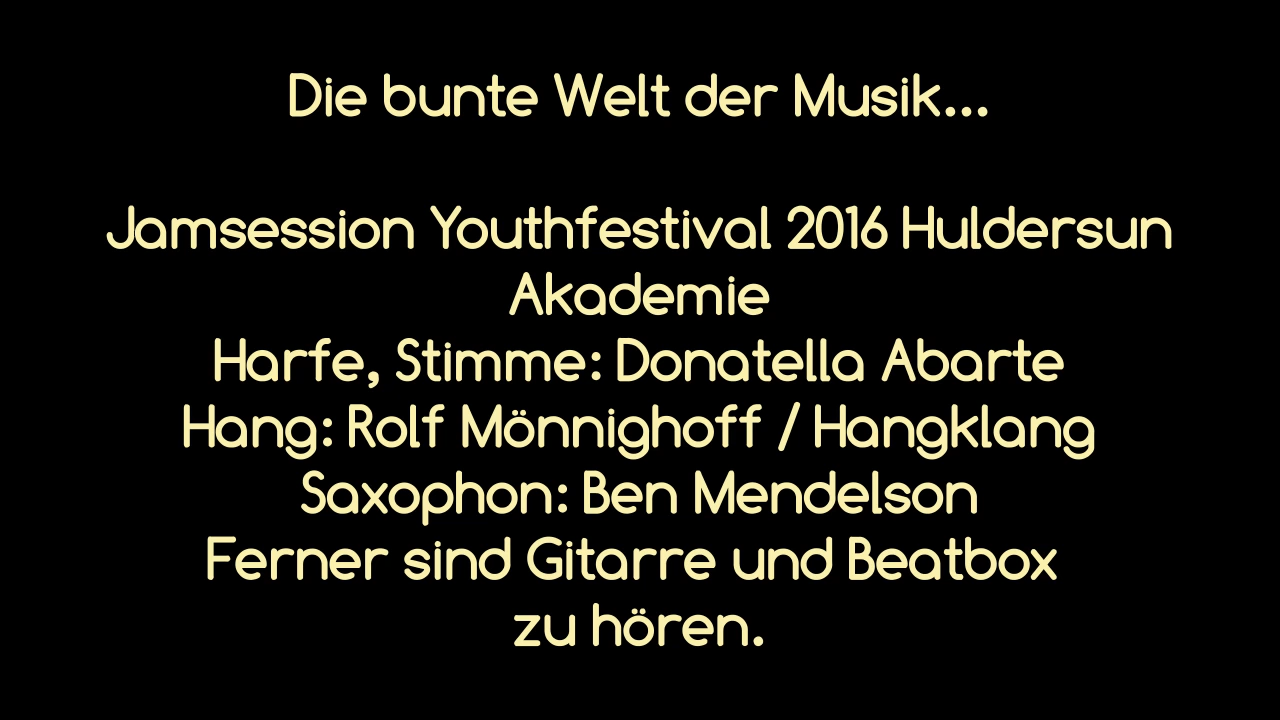 Die bunte Welt der Musik...
Jamsession Youthfestival 2016 Huldersun
Akademie
Harfe, Stimme: Donatella Abarte
Hang: Rolf Mönnighoff / Hangklang
Saxophon: Ben Mendelson
Ferner sind Gitarre und Beatbox
zu hören.